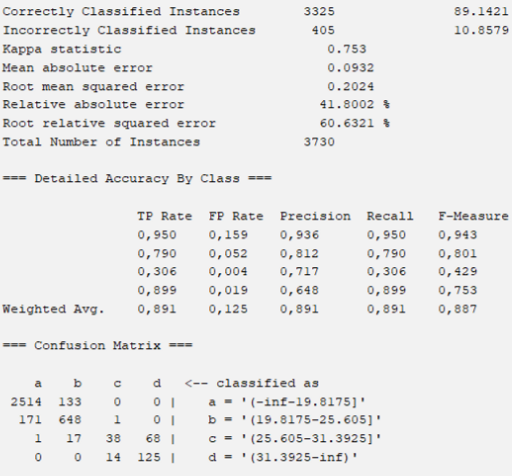 Correctly Classified Instances 3325 89.1421
Incorrectly Classified Instances 405 10.8579
Kappa statistic 0.753
Mean absolute error 0.0932
Root mean squared error 0.2024
Relative absolute error 41.8002 %
Root relative squared error 60.6321 %
Total Number of Instances 3730
=== Detailed Accuracy By Class ===
TP Rate FP Rate Precision Recall F-Measure
0,950 0,159 0,936 0,950 0,943
0,790 0,052 0,812 0,790 0,801
0,306 0,004 0,717 0,306 0,429
0,899 0,019 0,648 0,899 0,753
Weighted Avg. 0,891 0,125 0,891 0,891 0,887
=== Confusion Matrix ===
a b c d <-- classified as
2514 133 0 0 | a = '(-inf-19.8175]'
171 648 1 0 | b = '(19.8175-25.605]'
1 17 38 68 | c = '(25.605-31.3925]'
0 0 14 125 | d = '(31.3925-inf)'